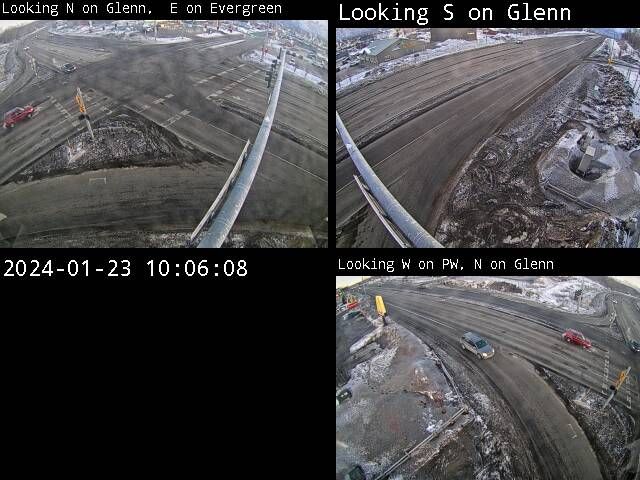 Looking N on Glenn,  E on Evergreen
Looking S on Glenn
2024-01-23 10:06:08
Looking W on PW, N on Glenn